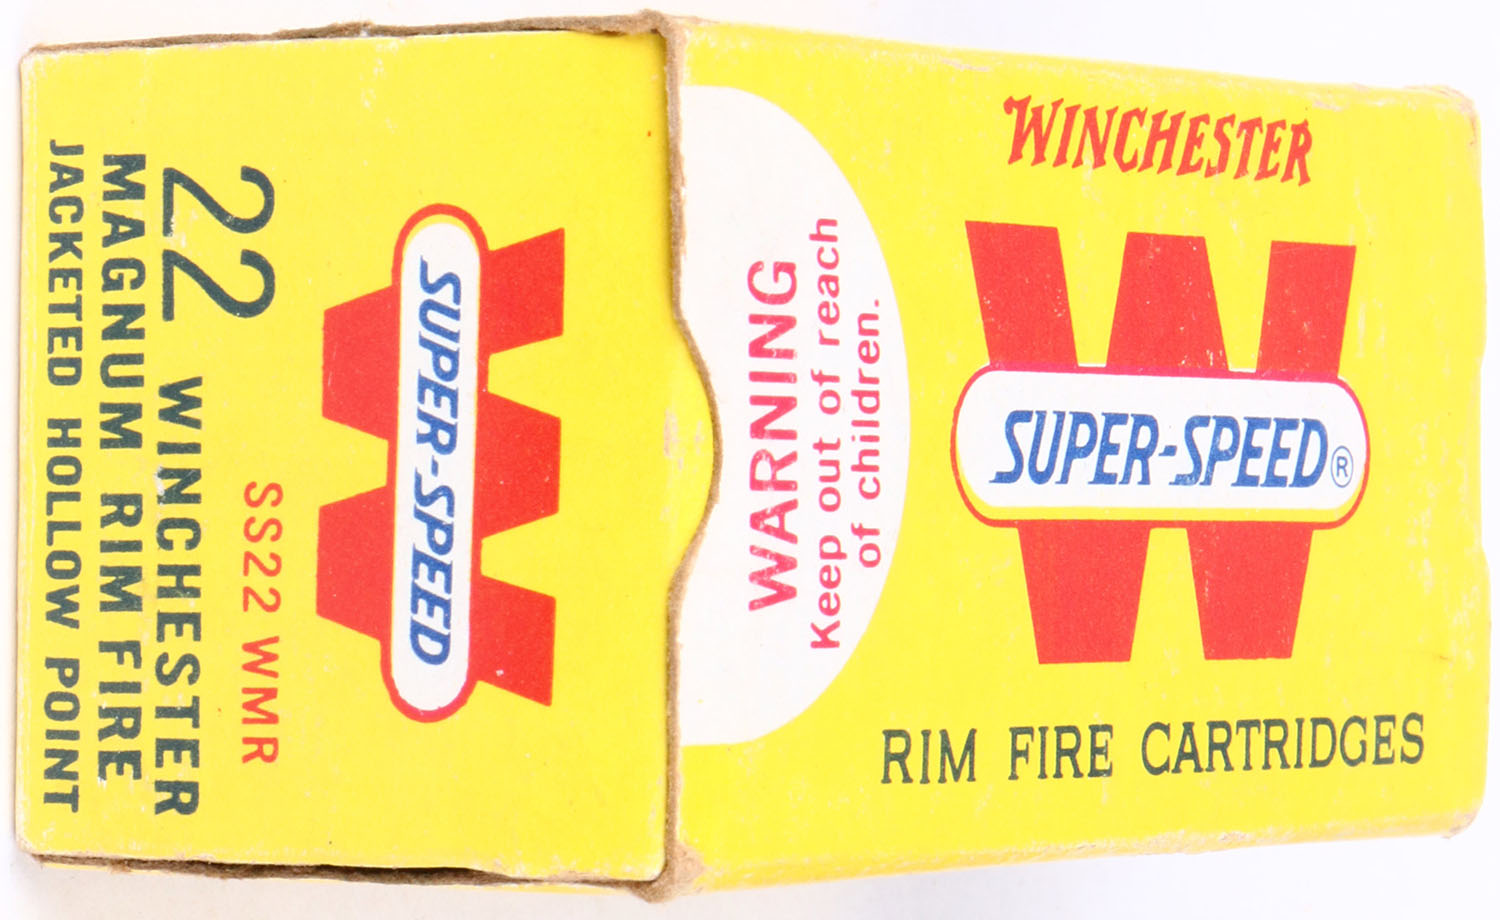 WINCHESTER
SUPER-SPEED®
RIM FIRE CARTRIDGES
WARNING
Keep out of reach
of children.
SUPER-SPEED
SS22 WMR
22 WINCHESTER
MAGNUM RIM FIRE
JACKETED HOLLOW POINT